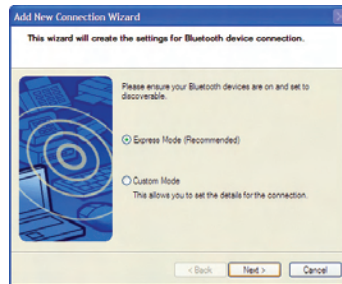 Add New Connection Wizard
This wizard will create the settings for Bluetooth device connection.
Please ensure your Bluetooth devices are on and set to
discoverable.
Express Mode (Recommended)
Custom Mode
This allows you to set the details for the connection.
< Back
Next >
Cancel